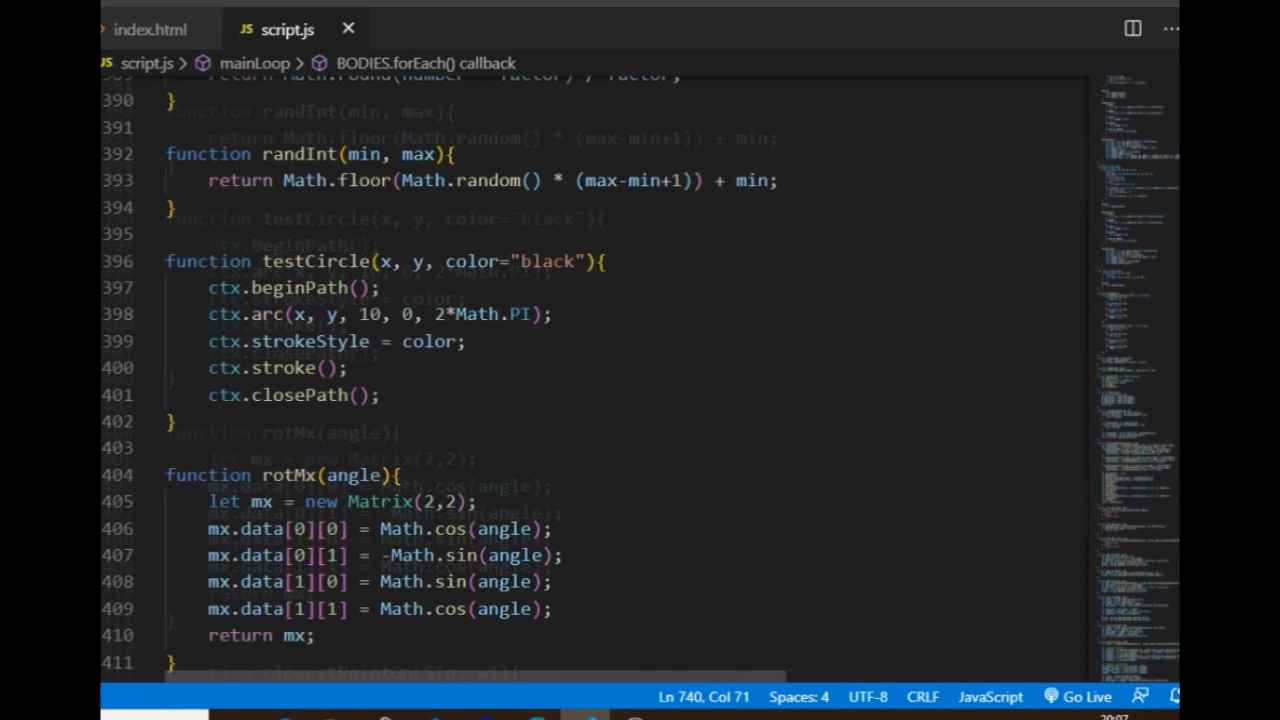 index.html
JS script.js
JS script.js > mainLoop > BODIES.forEach() callback
390 }
391
392 function randInt(min, max){
393 return Math.floor(Math.random() * (max-min+1)) + min;
394 }
395
396 function testCircle(x, y, color="black"){
397 ctx.beginPath();
398 ctx.arc(x, y, 10, 0, 2*Math.PI);
399 ctx.strokeStyle = color;
400 ctx.stroke();
401 ctx.closePath();
402 }
403
404 function rotMx(angle){
405 let mx = new Matrix(2,2);
406 mx.data[0][0] = Math.cos(angle);
407 mx.data[0][1] = -Math.sin(angle);
408 mx.data[1][0] = Math.sin(angle);
409 mx.data[1][1] = Math.cos(angle);
410 return mx;
411 }
Ln 740, Col 71 Spaces: 4 UTF-8 CRLF JavaScript Go Live